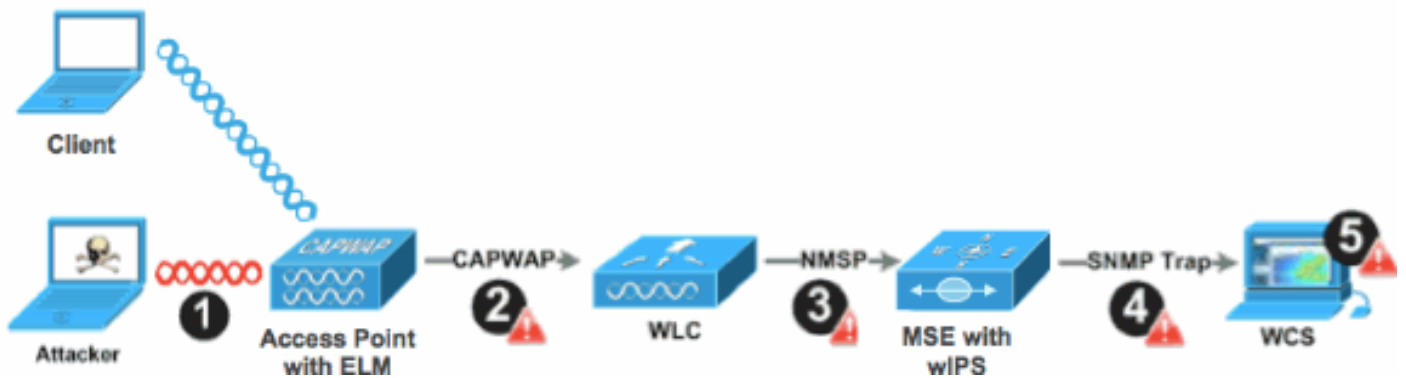 Client
Attacker
1
CAPWAP
Access Point
with ELM
CAPWAP
2
WLC
NMSP
3
MSE with
wIPS
SNMP Trap
4
5
WCS